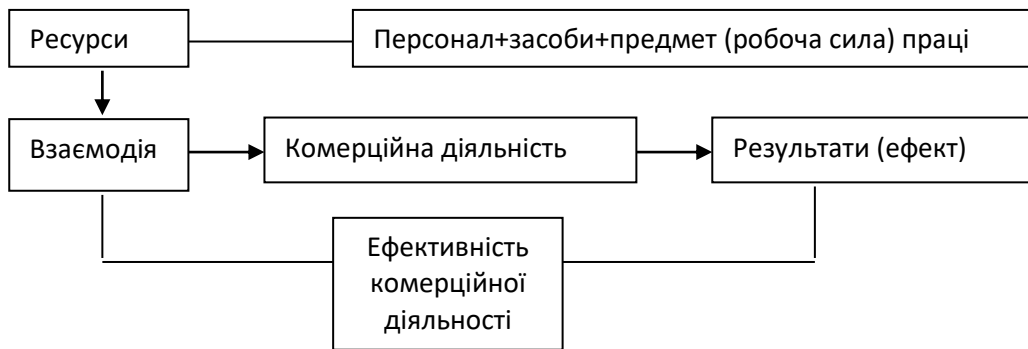 Ресурси
Персонал+засоби+предмет (робоча сила) праці
Взаємодія
Комерційна діяльність
Результати (ефект)
Ефективність
комерційної
діяльності